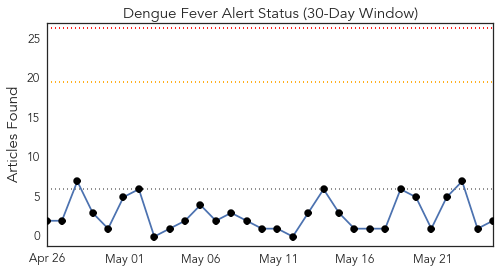 Dengue Fever Alert Status (30-Day Window)
Articles Found
25
20
15
10
5
0
Apr 26 May 01 May 06 May 11 May 16 May 21